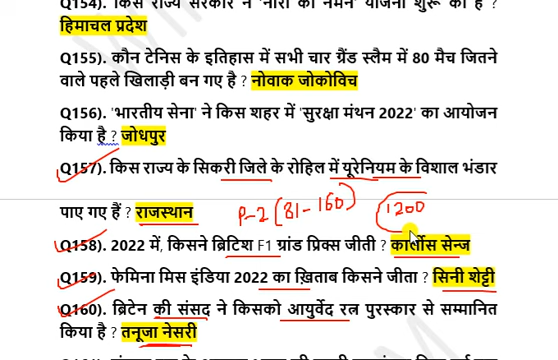 Q154). किस राज्य सरकार ने 'नारी को नमन' योजना शुरू की है ?
हिमाचल प्रदेश
Q155). कौन टेनिस के इतिहास में सभी चार ग्रैंड स्लैम में 80 मैच जितने
वाले पहले खिलाड़ी बन गए है ? नोवाक जोकोविच
Q156). 'भारतीय सेना' ने किस शहर में 'सुरक्षा मंथन 2022' का आयोजन
किया है ? जोधपुर
Q157). किस राज्य के सिकरी जिले के रोहिल में यूरेनियम के विशाल भंडार
पाए गए हैं ? राजस्थान P-2 (81-160) 1200
Q158). 2022 में, किसने ब्रिटिश F1 ग्रांड प्रिक्स जीती ? कार्लोस सेन्ज
Q159). फेमिना मिस इंडिया 2022 का ख़िताब किसने जीता ? सिनी शेट्टी
Q160). ब्रिटेन की संसद ने किसको आयुर्वेद रत्न पुरस्कार से सम्मानित
किया है ? तनूजा नेसरी